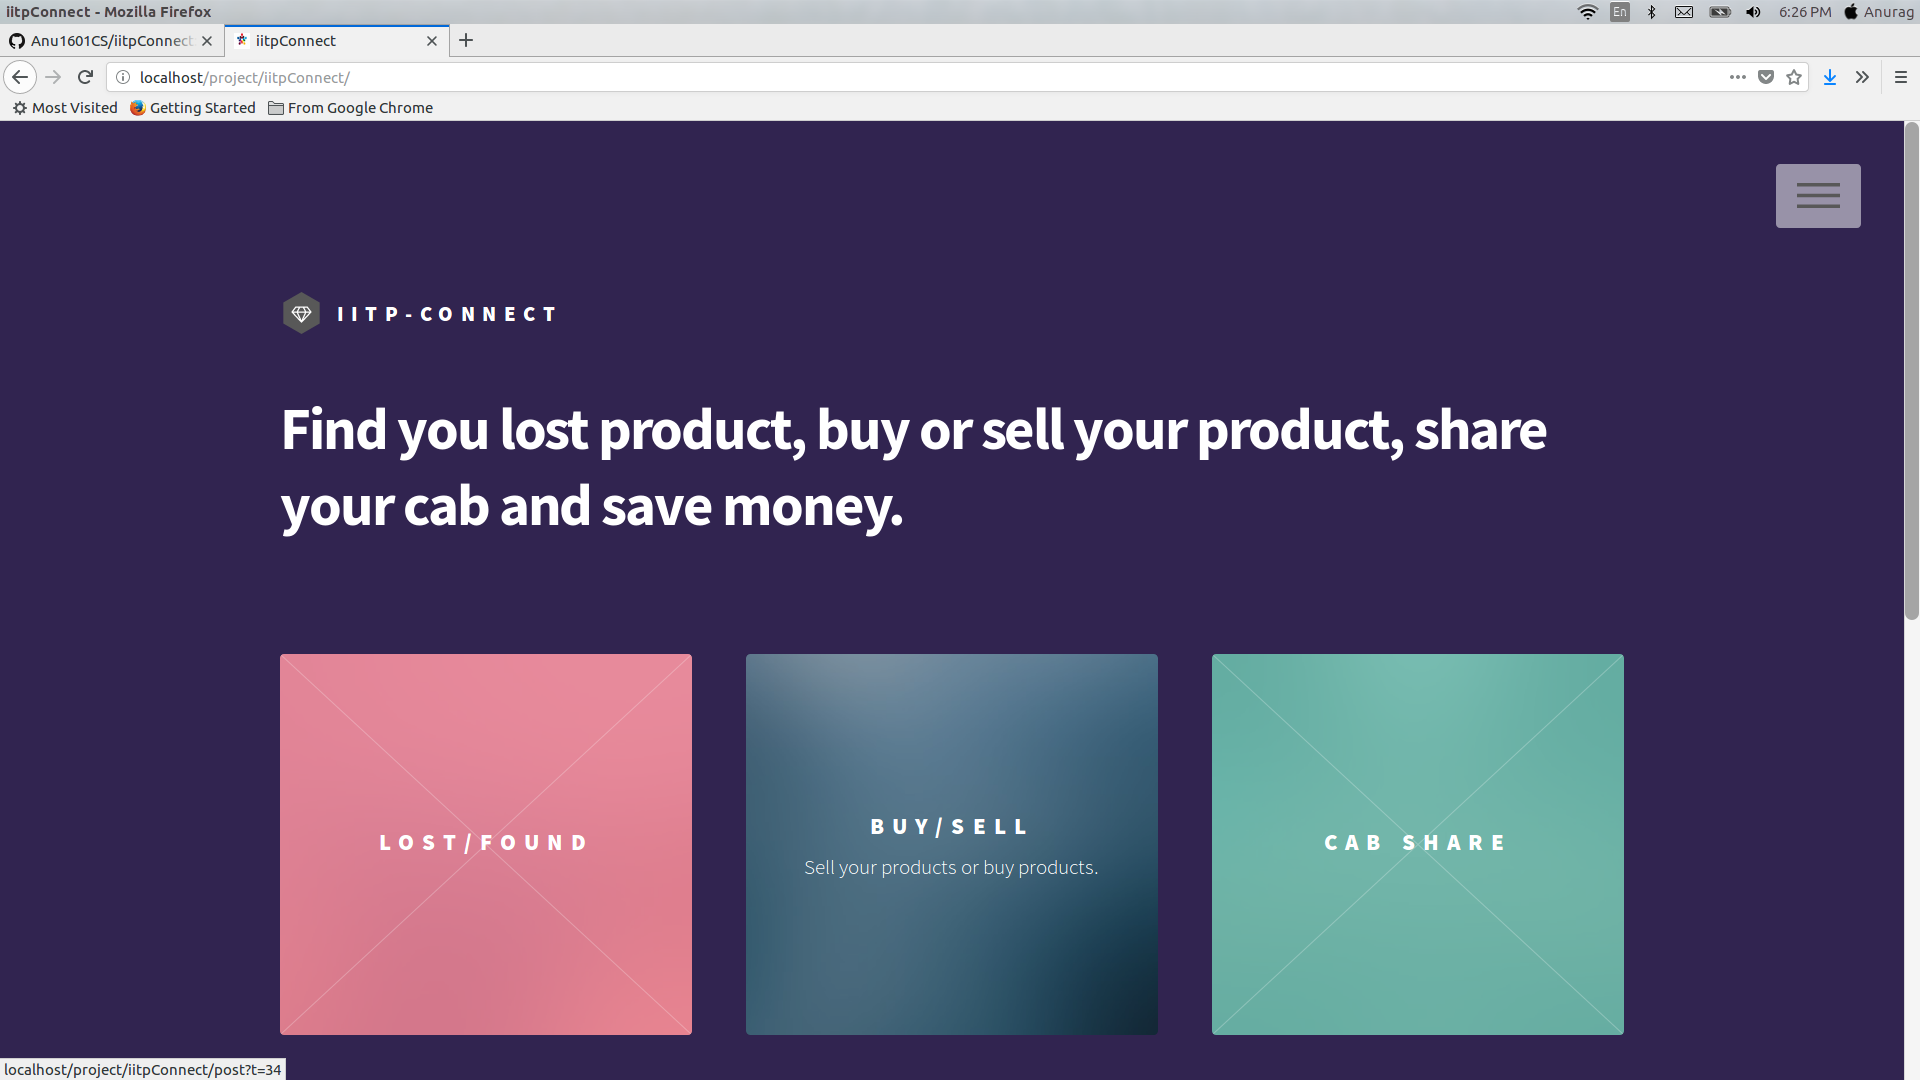 iitpConnect - Mozilla Firefox
En
6:26 PM
Anurag
Anu1601CS/iitpConnect
iitpConnect
localhost/project/iitpConnect/
Most Visited
Getting Started
From Google Chrome
IITP-CONNECT
Find you lost product, buy or sell your product, share
your cab and save money.
LOST/FOUND
BUY/SELL
Sell your products or buy products.
CAB SHARE
localhost/project/iitpConnect/post?t=34